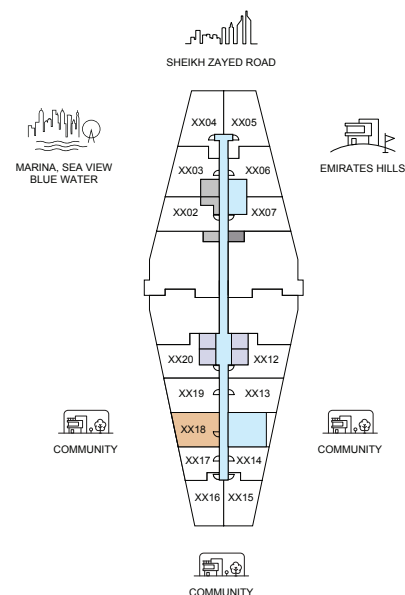 SHEIKH ZAYED ROAD
MARINA, SEA VIEW
BLUE WATER
EMIRATES HILLS
XX04 XX05
XX03 XX06
XX02 XX07
XX20 XX12
XX19 XX13
XX18
XX17 XX14
XX16 XX15
COMMUNITY
COMMUNITY
COMMUNITY